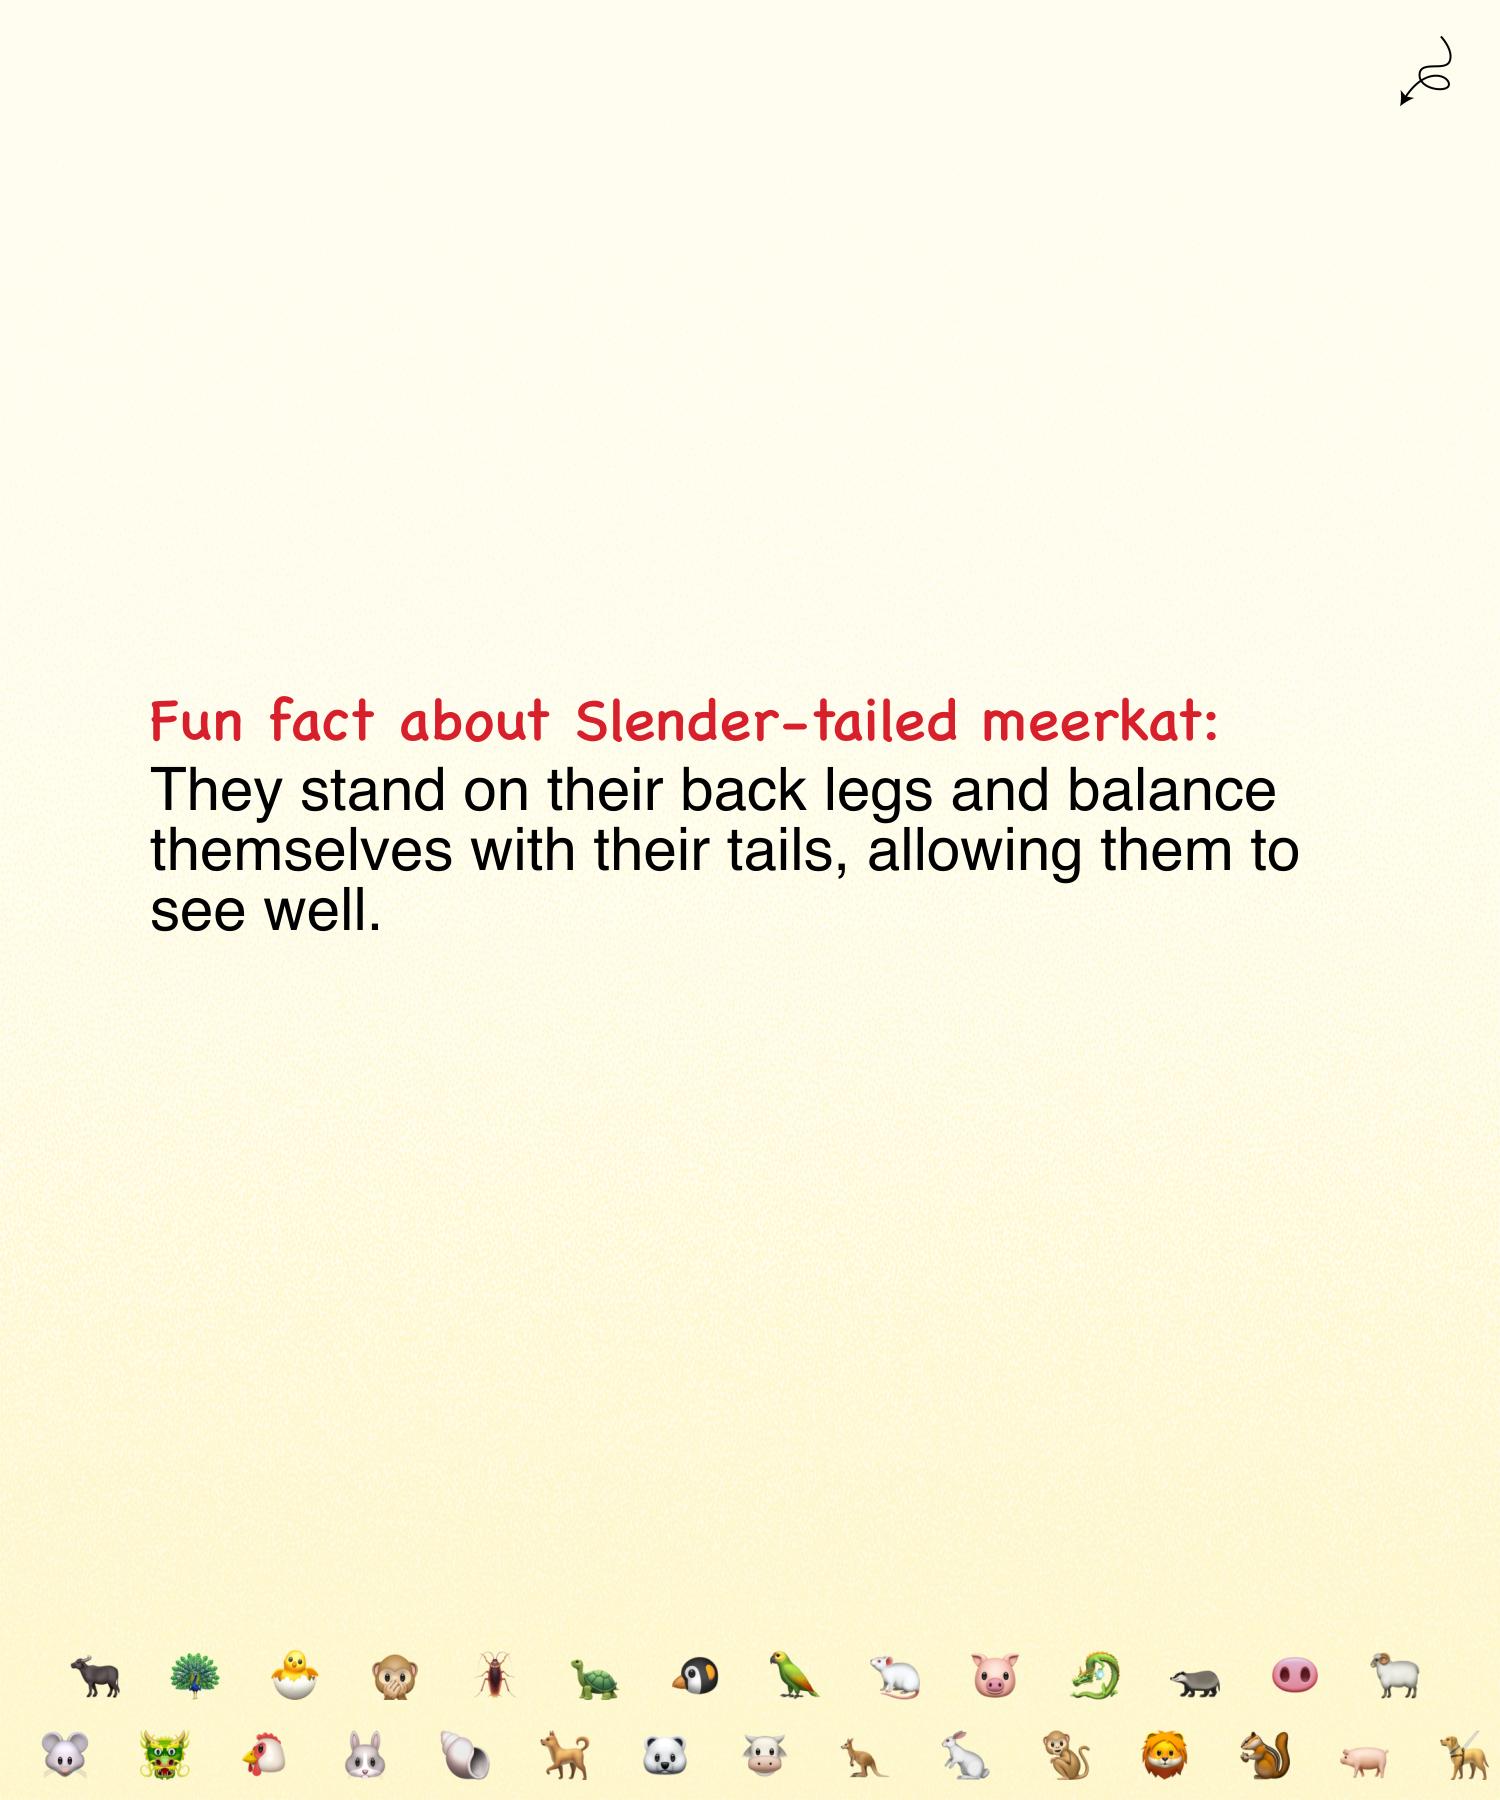 Fun fact about Slender-tailed meerkat:
They stand on their back legs and balance
themselves with their tails, allowing them to
see well.